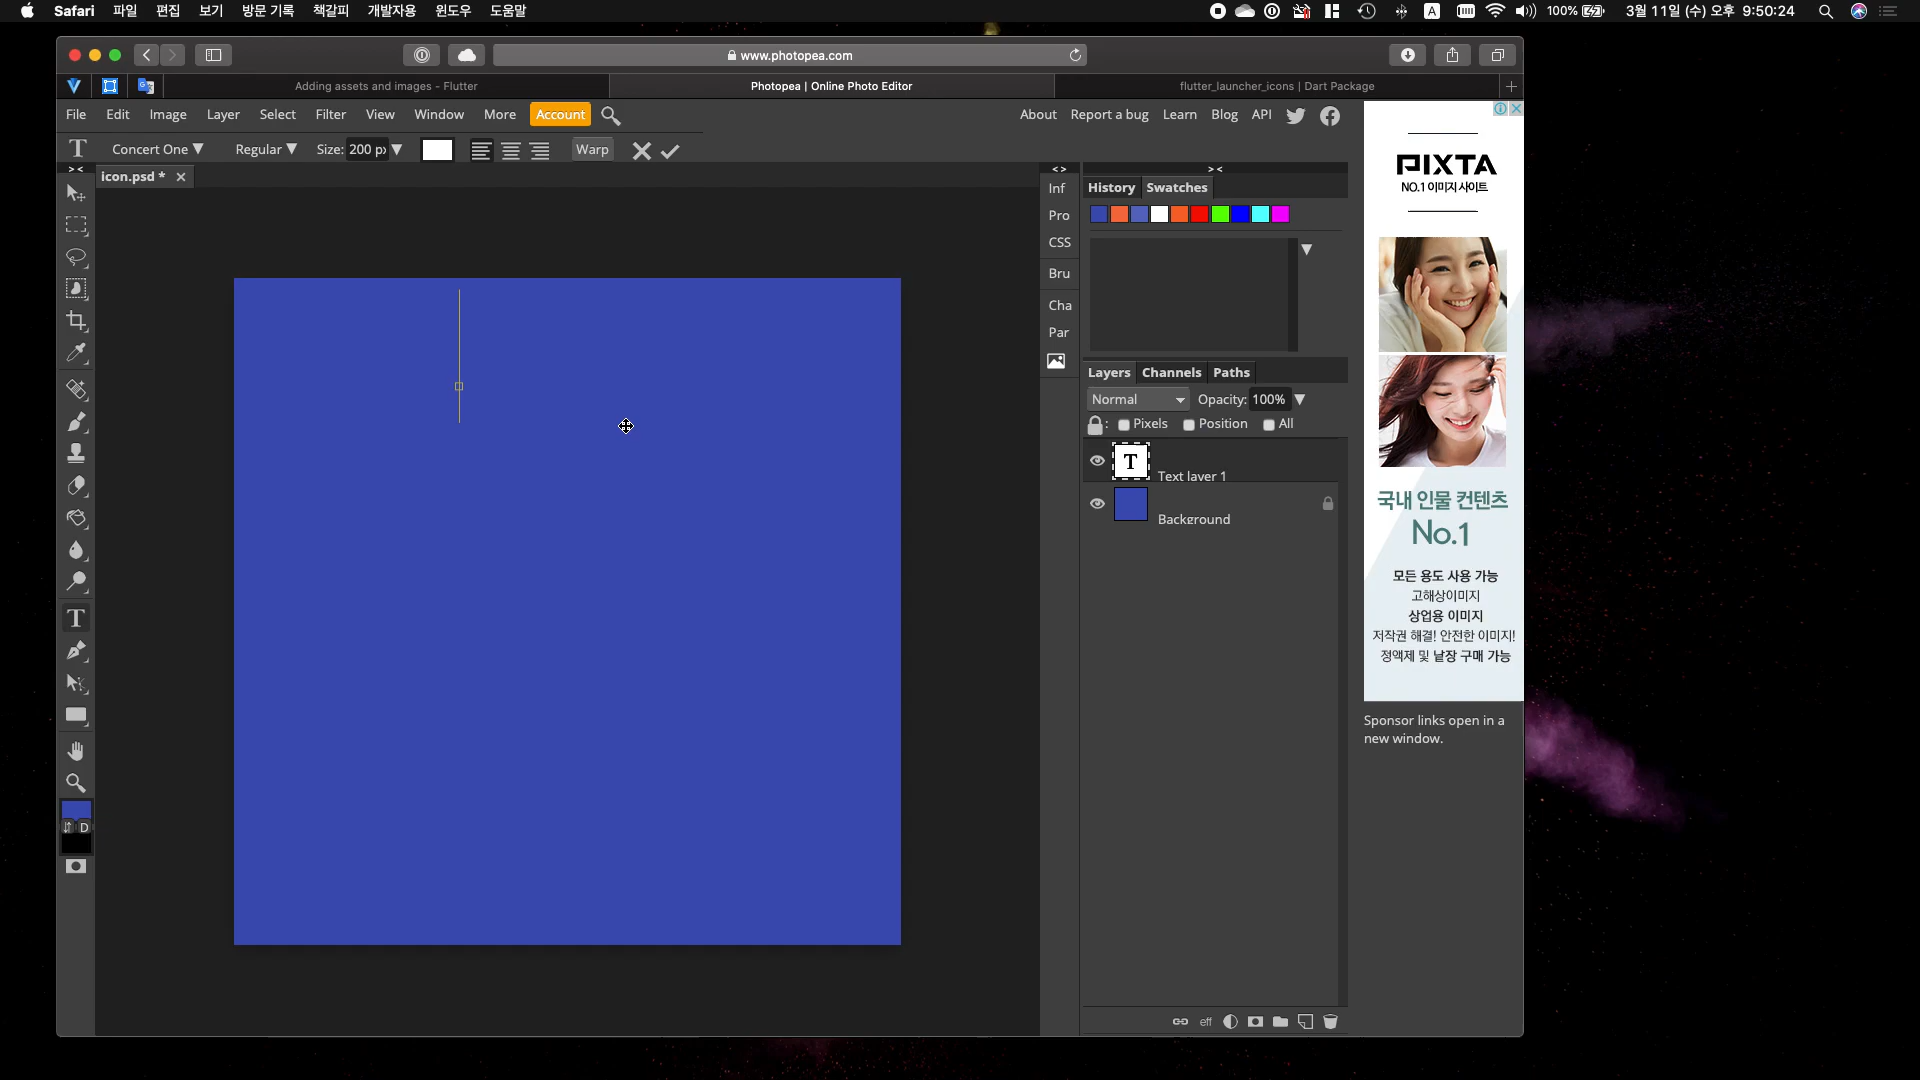 Safari 파일 편집 보기 방문 기록 책갈피 개발자용 윈도우 도움말
A 100% 3월 11일 (수) 오후 9:50:24
www.photopea.com
Adding assets and images - Flutter
Photopea | Online Photo Editor
flutter_launcher_icons | Dart Package
File Edit Image Layer Select Filter View Window More Account
About Report a bug Learn Blog API
T Concert One Regular Size: 200 px Warp
> < < > > <
icon.psd *
Inf
Pro
CSS
Bru
Cha
Par
History Swatches
Layers Channels Paths
Normal Opacity: 100%
: Pixels Position All
T Text layer 1
Background
T
D
eff
PIXTA
NO.1 이미지 사이트
국내 인물 컨텐츠
No.1
모든 용도 사용 가능
고해상이미지
상업용 이미지
저작권 해결! 안전한 이미지!
정액제 및 낱장 구매 가능
Sponsor links open in a
new window.